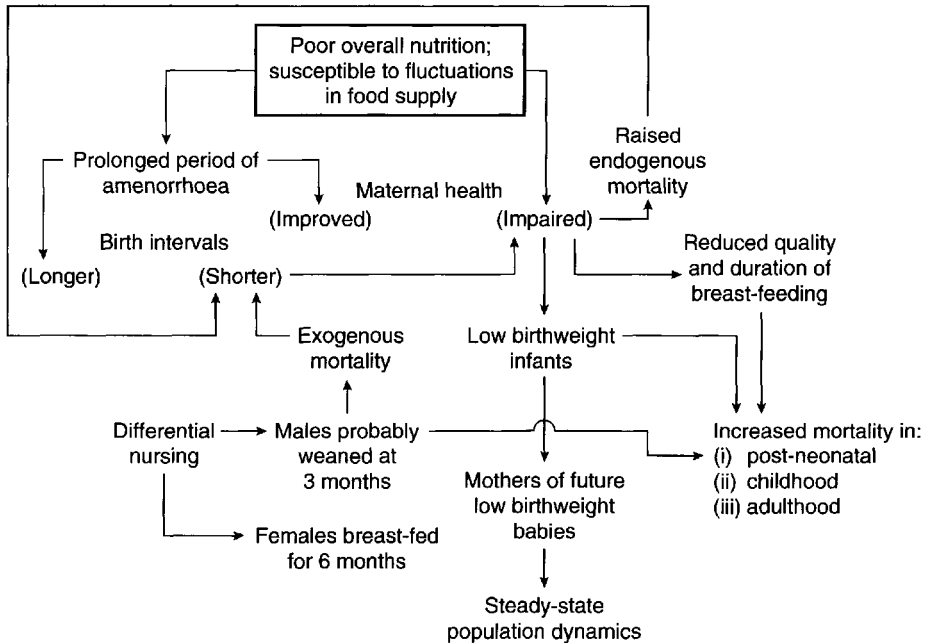 Poor overall nutrition;
susceptible to fluctuations
in food supply
Raised
endogenous
mortality
Prolonged period of
amenorrhoea
Maternal health
(Improved)
(Impaired)
Birth intervals
(Longer)
(Shorter)
Reduced quality
and duration of
breast-feeding
Exogenous
mortality
Low birthweight
infants
Differential
nursing
Males probably
weaned at
3 months
Increased mortality in:
(i) post-neonatal
(ii) childhood
(iii) adulthood
Mothers of future
low birthweight
babies
Females breast-fed
for 6 months
Steady-state
population dynamics